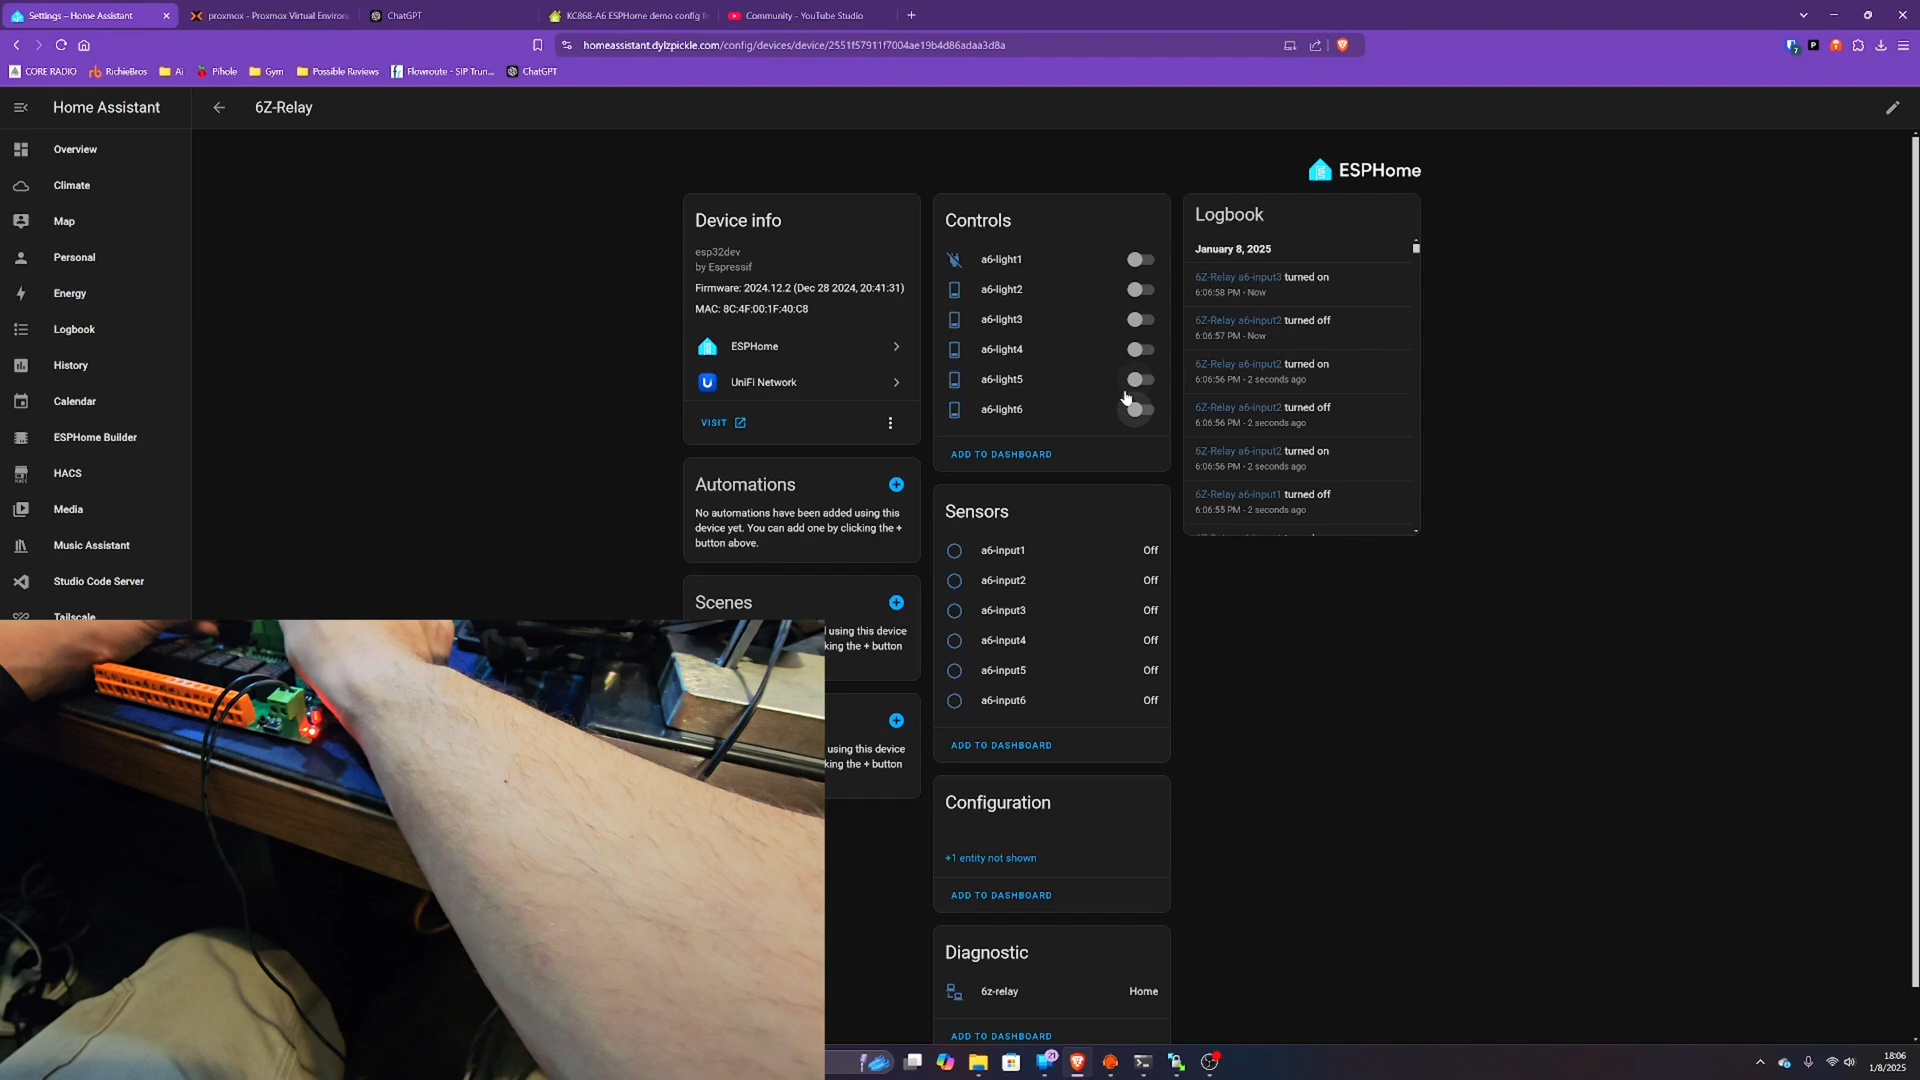 Settings – Home Assistant
proxmox - Proxmox Virtual Environ
ChatGPT
KC868-A6 ESPHome demo config f
Community - YouTube Studio
homeassistant.dylzpickle.com/config/devices/device/2551f57911f7004ae19b4d86adaa3d8a
CORE RADIO
RichieBros
Ai
Pihole
Gym
Possible Reviews
Flowroute - SIP Trun...
ChatGPT
Home Assistant
6Z-Relay
Overview
Climate
Map
Personal
Energy
Logbook
History
Calendar
ESPHome Builder
HACS
Media
Music Assistant
Studio Code Server
Tailscale
ESPHome
Device info
esp32dev
by Espressif
Firmware: 2024.12.2 (Dec 28 2024, 20:41:31)
MAC: 8C:4F:00:1F:40:C8
ESPHome
UniFi Network
VISIT
Automations
No automations have been added using this
device yet. You can add one by clicking the +
button above.
Scenes
using this device
king the + button
using this device
king the + button
Controls
a6-light1
a6-light2
a6-light3
a6-light4
a6-light5
a6-light6
ADD TO DASHBOARD
Sensors
a6-input1 Off
a6-input2 Off
a6-input3 Off
a6-input4 Off
a6-input5 Off
a6-input6 Off
ADD TO DASHBOARD
Configuration
+1 entity not shown
ADD TO DASHBOARD
Diagnostic
6z-relay Home
ADD TO DASHBOARD
Logbook
January 8, 2025
6Z-Relay a6-input3 turned on
6:06:58 PM - Now
6Z-Relay a6-input2 turned off
6:06:57 PM - Now
6Z-Relay a6-input2 turned on
6:06:56 PM - 2 seconds ago
6Z-Relay a6-input2 turned off
6:06:56 PM - 2 seconds ago
6Z-Relay a6-input2 turned on
6:06:56 PM - 2 seconds ago
6Z-Relay a6-input1 turned off
6:06:55 PM - 2 seconds ago
21
18:06
1/8/2025